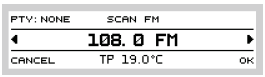 PTY: NONE SCAN FM
108. 0 FM
CANCEL TP 19.0°C OK